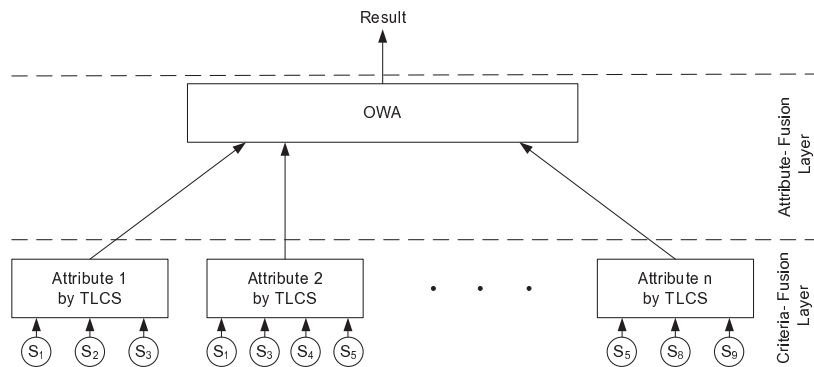 Result
OWA
Attribute- Fusion
Layer
Attribute 1
by TLCS
Attribute 2
by TLCS
. . .
Attribute n
by TLCS
Criteria- Fusion
Layer
S1 S2 S3 S1 S3 S4 S5 S5 S8 S9